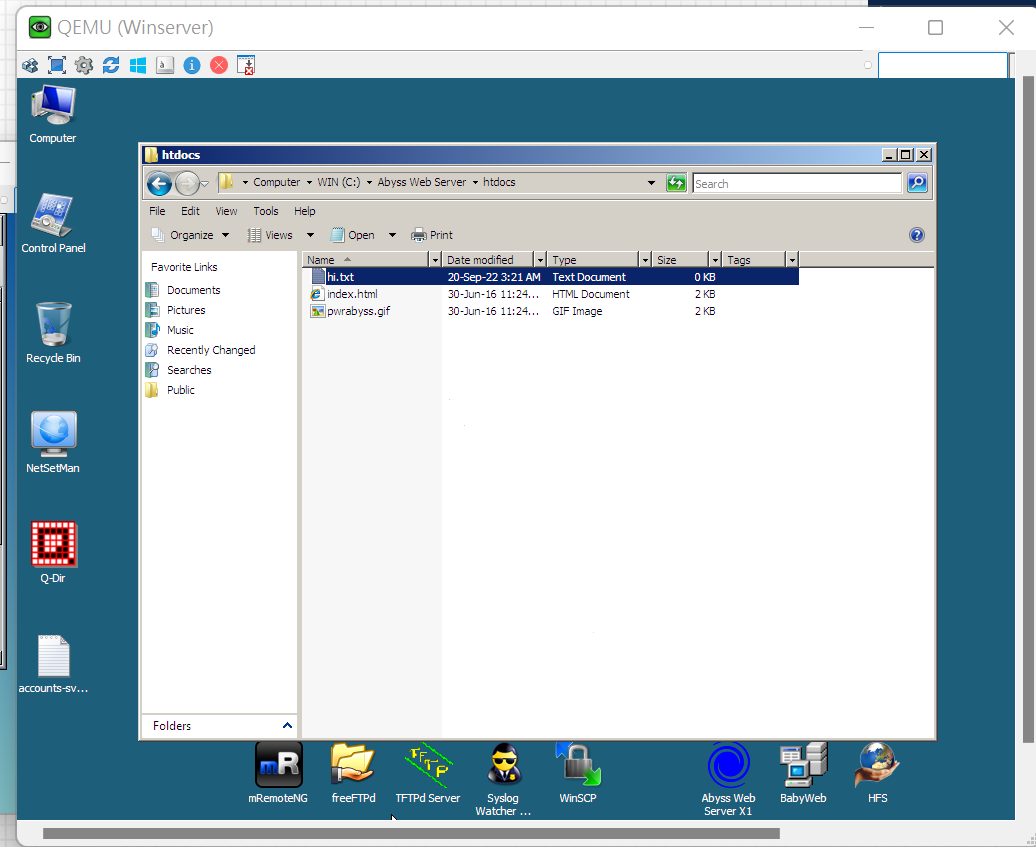 QEMU (Winserver)
Computer
Control Panel
Recycle Bin
NetSetMan
Q-Dir
accounts-sv...
htdocs
Computer WIN (C:) Abyss Web Server htdocs
Search
File Edit View Tools Help
Organize Views Open Print
Favorite Links
Documents
Pictures
Music
Recently Changed
Searches
Public
Folders
Name Date modified Type Size Tags
hi.txt 20-Sep-22 3:21 AM Text Document 0 KB
index.html 30-Jun-16 11:24... HTML Document 2 KB
pwrabyss.gif 30-Jun-16 11:24... GIF Image 2 KB
mR
mRemoteNG
freeFTPd
TFTP
TFTPd Server
Syslog
Watcher ...
WinSCP
Abyss Web
Server X1
BabyWeb
HFS